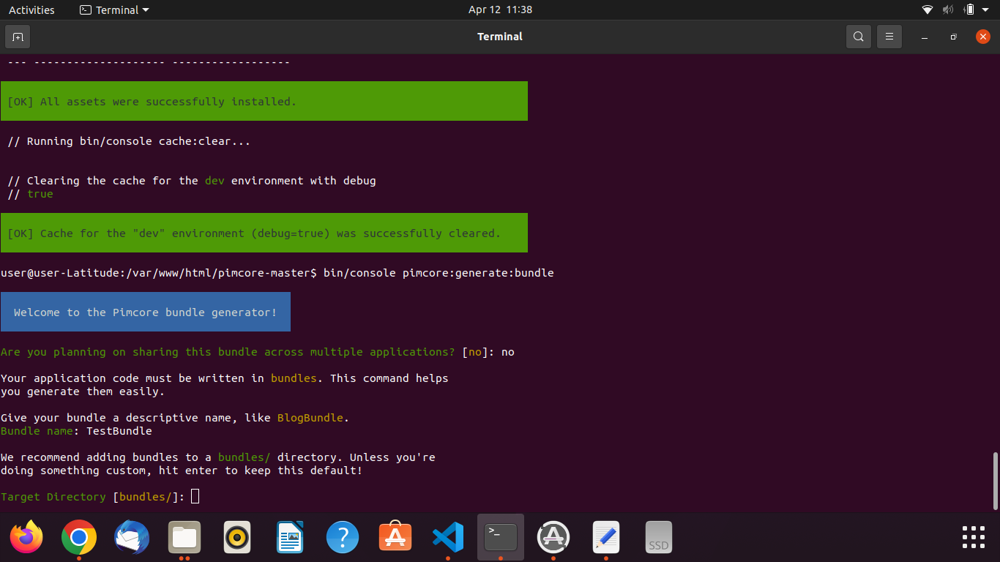 Activities
Terminal
Apr 12 11:38
Terminal
--- -------------------- ------------------
[OK] All assets were successfully installed.
// Running bin/console cache:clear...
// Clearing the cache for the dev environment with debug
// true
[OK] Cache for the "dev" environment (debug=true) was successfully cleared.
user@user-Latitude:/var/www/html/pimcore-master$ bin/console pimcore:generate:bundle
Welcome to the Pimcore bundle generator!
Are you planning on sharing this bundle across multiple applications? [no]: no
Your application code must be written in bundles. This command helps
you generate them easily.
Give your bundle a descriptive name, like BlogBundle.
Bundle name: TestBundle
We recommend adding bundles to a bundles/ directory. Unless you're
doing something custom, hit enter to keep this default!
Target Directory [bundles/]:
SSD